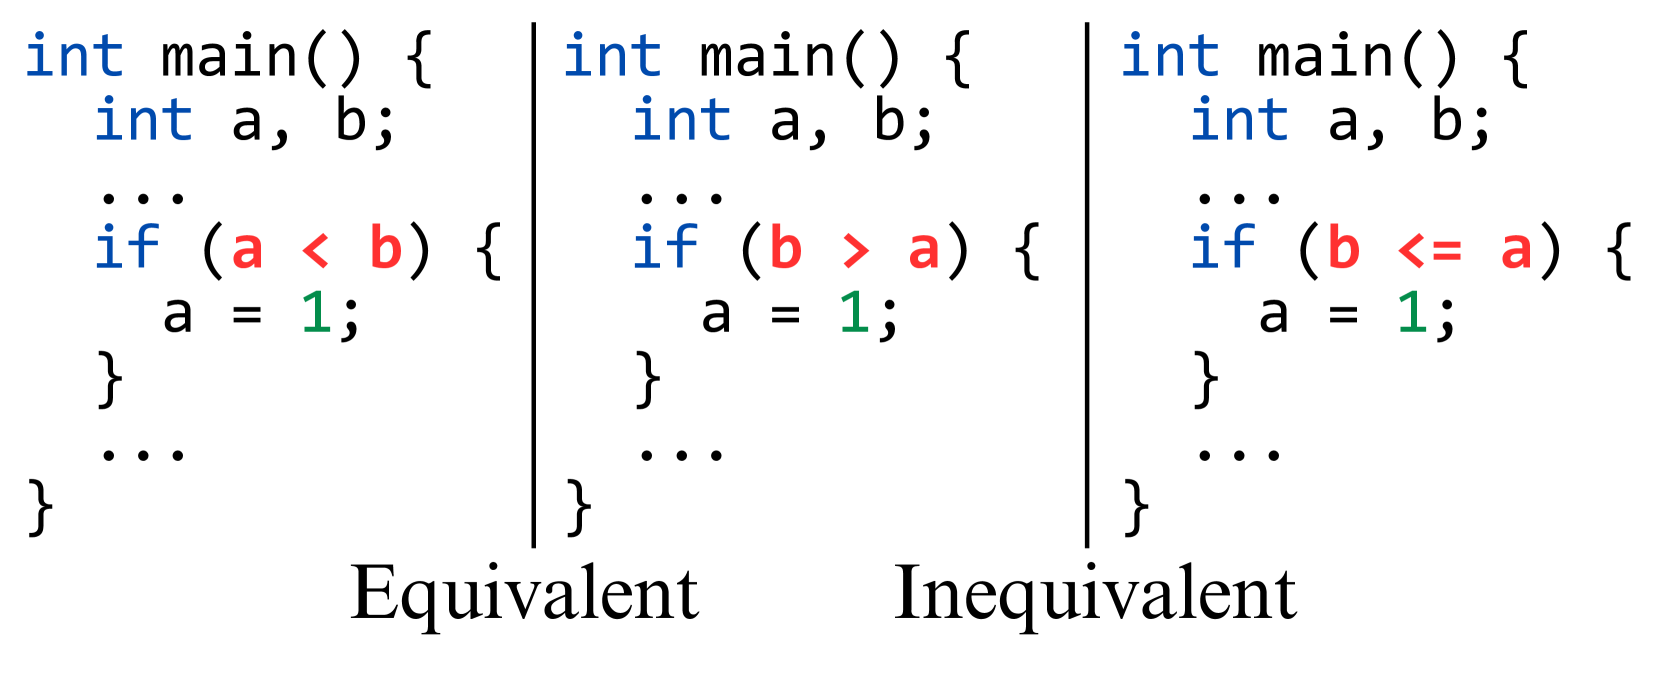 int main() {
int a, b;
...
if (a < b) {
a = 1;
}
...
}
int main() {
int a, b;
...
if (b > a) {
a = 1;
}
...
}
int main() {
int a, b;
...
if (b <= a) {
a = 1;
}
...
}
Equivalent
Inequivalent